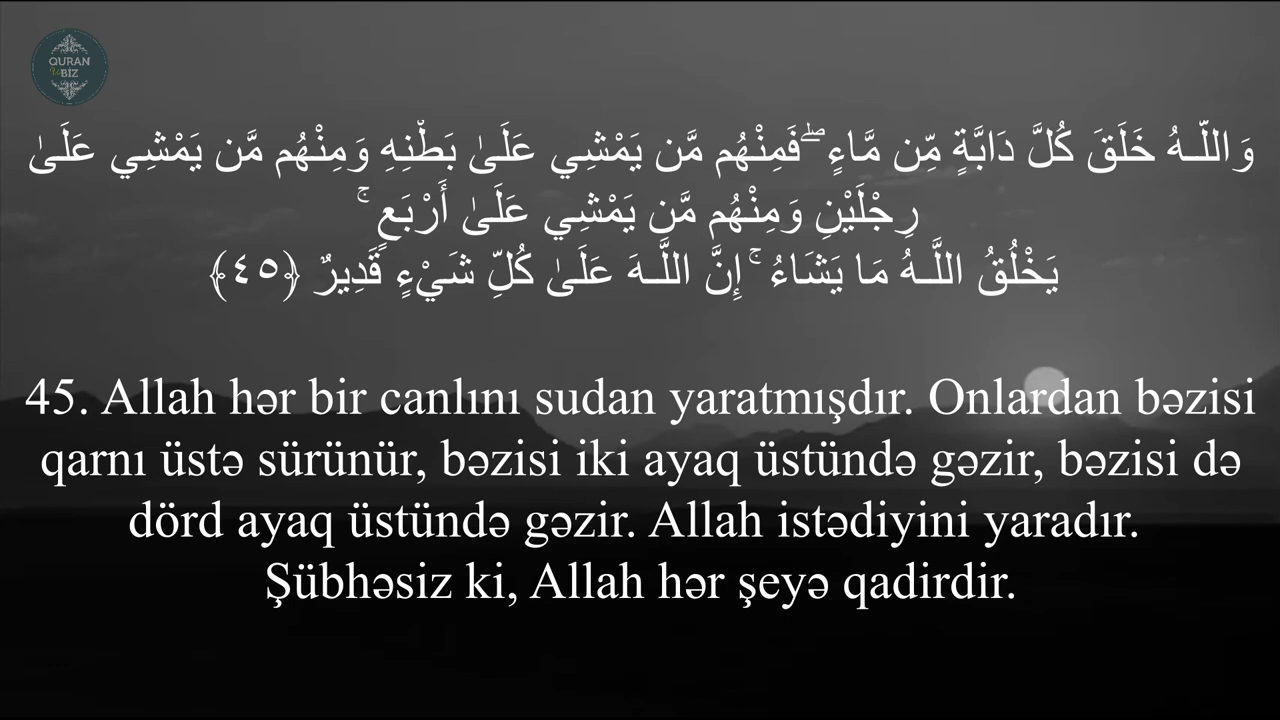 QURAN
və BİZ
وَاللَّـهُ خَلَقَ كُلَّ دَابَّةٍ مِّن مَّاءٍ ۖ فَمِنْهُم مَّن يَمْشِي عَلَىٰ بَطْنِهِ وَمِنْهُم مَّن يَمْشِي عَلَىٰ
رِجْلَيْنِ وَمِنْهُم مَّن يَمْشِي عَلَىٰ أَرْبَعٍ ۚ
يَخْلُقُ اللَّـهُ مَا يَشَاءُ ۚ إِنَّ اللَّـهَ عَلَىٰ كُلِّ شَيْءٍ قَدِيرٌ ﴿٤٥﴾
45. Allah hər bir canlını sudan yaratmışdır. Onlardan bəzisi
qarnı üstə sürünür, bəzisi iki ayaq üstündə gəzir, bəzisi də
dörd ayaq üstündə gəzir. Allah istədiyini yaradır.
Şübhəsiz ki, Allah hər şeyə qadirdir.